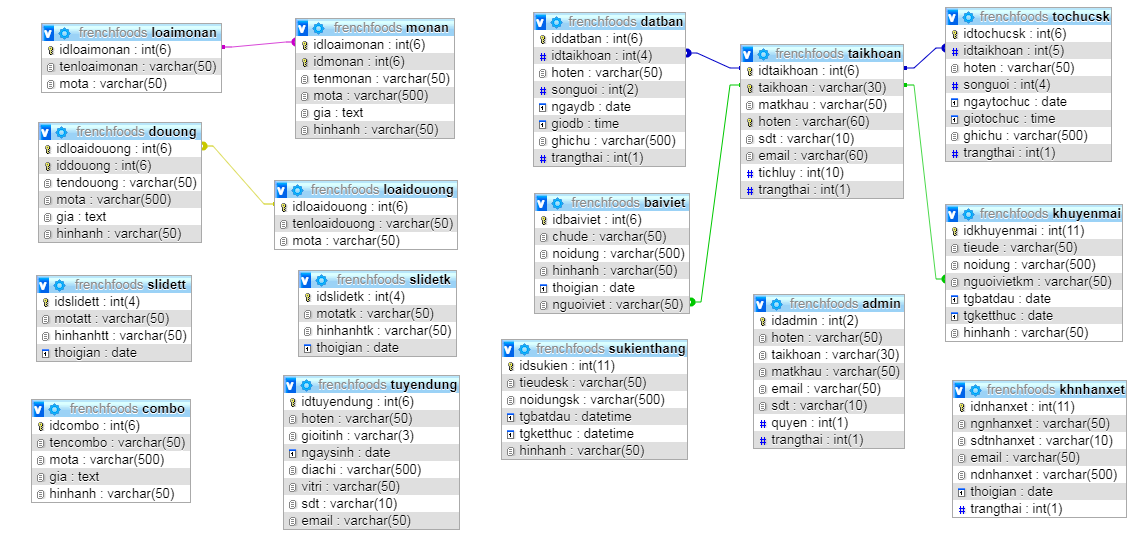 frenchfoods loaimonan
idloaimonan : int(6)
tenloaimonan : varchar(50)
mota : varchar(50)
frenchfoods monan
idloaimonan : int(6)
idmonan : int(6)
tenmonan : varchar(50)
mota : varchar(500)
gia : text
hinhanh : varchar(50)
frenchfoods datban
iddatban : int(6)
idtaikhoan : int(4)
hoten : varchar(50)
songuoi : int(2)
ngaydb : date
giodb : time
ghichu : varchar(500)
trangthai : int(1)
frenchfoods taikhoan
idtaikhoan : int(6)
taikhoan : varchar(30)
matkhau : varchar(50)
hoten : varchar(60)
sdt : varchar(10)
email : varchar(60)
tichluy : int(10)
trangthai : int(1)
frenchfoods tochucsk
idtochucsk : int(6)
idtaikhoan : int(5)
hoten : varchar(50)
songuoi : int(4)
ngaytochuc : date
giotochuc : time
ghichu : varchar(500)
trangthai : int(1)
frenchfoods douong
idloaidouong : int(6)
iddouong : int(6)
tendouong : varchar(50)
mota : varchar(500)
gia : text
hinhanh : varchar(50)
frenchfoods loaidouong
idloaidouong : int(6)
tenloaidouong : varchar(50)
mota : varchar(50)
frenchfoods baiviet
idbaiviet : int(6)
chude : varchar(50)
noidung : varchar(500)
hinhanh : varchar(50)
thoigian : date
nguoiviet : varchar(50)
frenchfoods khuyenmai
idkhuyenmai : int(11)
tieude : varchar(50)
noidung : varchar(500)
nguoivietkm : varchar(50)
tgbatdau : date
tgketthuc : date
hinhanh : varchar(50)
frenchfoods slidett
idslidett : int(4)
motatt : varchar(50)
hinhanhtt : varchar(50)
thoigian : date
frenchfoods slidetk
idslidetk : int(4)
motatk : varchar(50)
hinhanhtk : varchar(50)
thoigian : date
frenchfoods admin
idadmin : int(2)
hoten : varchar(50)
taikhoan : varchar(30)
matkhau : varchar(50)
email : varchar(50)
sdt : varchar(10)
quyen : int(1)
trangthai : int(1)
frenchfoods sukienthang
idsukien : int(11)
tieudesk : varchar(50)
noidungsk : varchar(500)
tgbatdau : datetime
tgketthuc : datetime
hinhanh : varchar(50)
frenchfoods combo
idcombo : int(6)
tencombo : varchar(50)
mota : varchar(500)
gia : text
hinhanh : varchar(50)
frenchfoods tuyendung
idtuyendung : int(6)
hoten : varchar(50)
gioitinh : varchar(3)
ngaysinh : date
diachi : varchar(500)
vitri : varchar(50)
sdt : varchar(10)
email : varchar(50)
frenchfoods khnhanxet
idnhanxet : int(11)
ngnhanxet : varchar(50)
sdtnhanxet : varchar(10)
email : varchar(50)
ndnhanxet : varchar(500)
thoigian : date
trangthai : int(1)